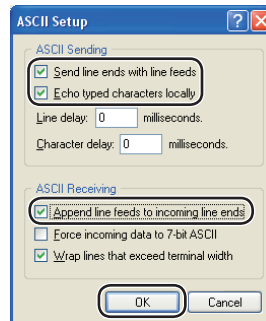 ASCII Setup
ASCII Sending
Send line ends with line feeds
Echo typed characters locally
Line delay: 0 milliseconds.
Character delay: 0 milliseconds.
ASCII Receiving
Append line feeds to incoming line ends
Force incoming data to 7-bit ASCII
Wrap lines that exceed terminal width
OK Cancel